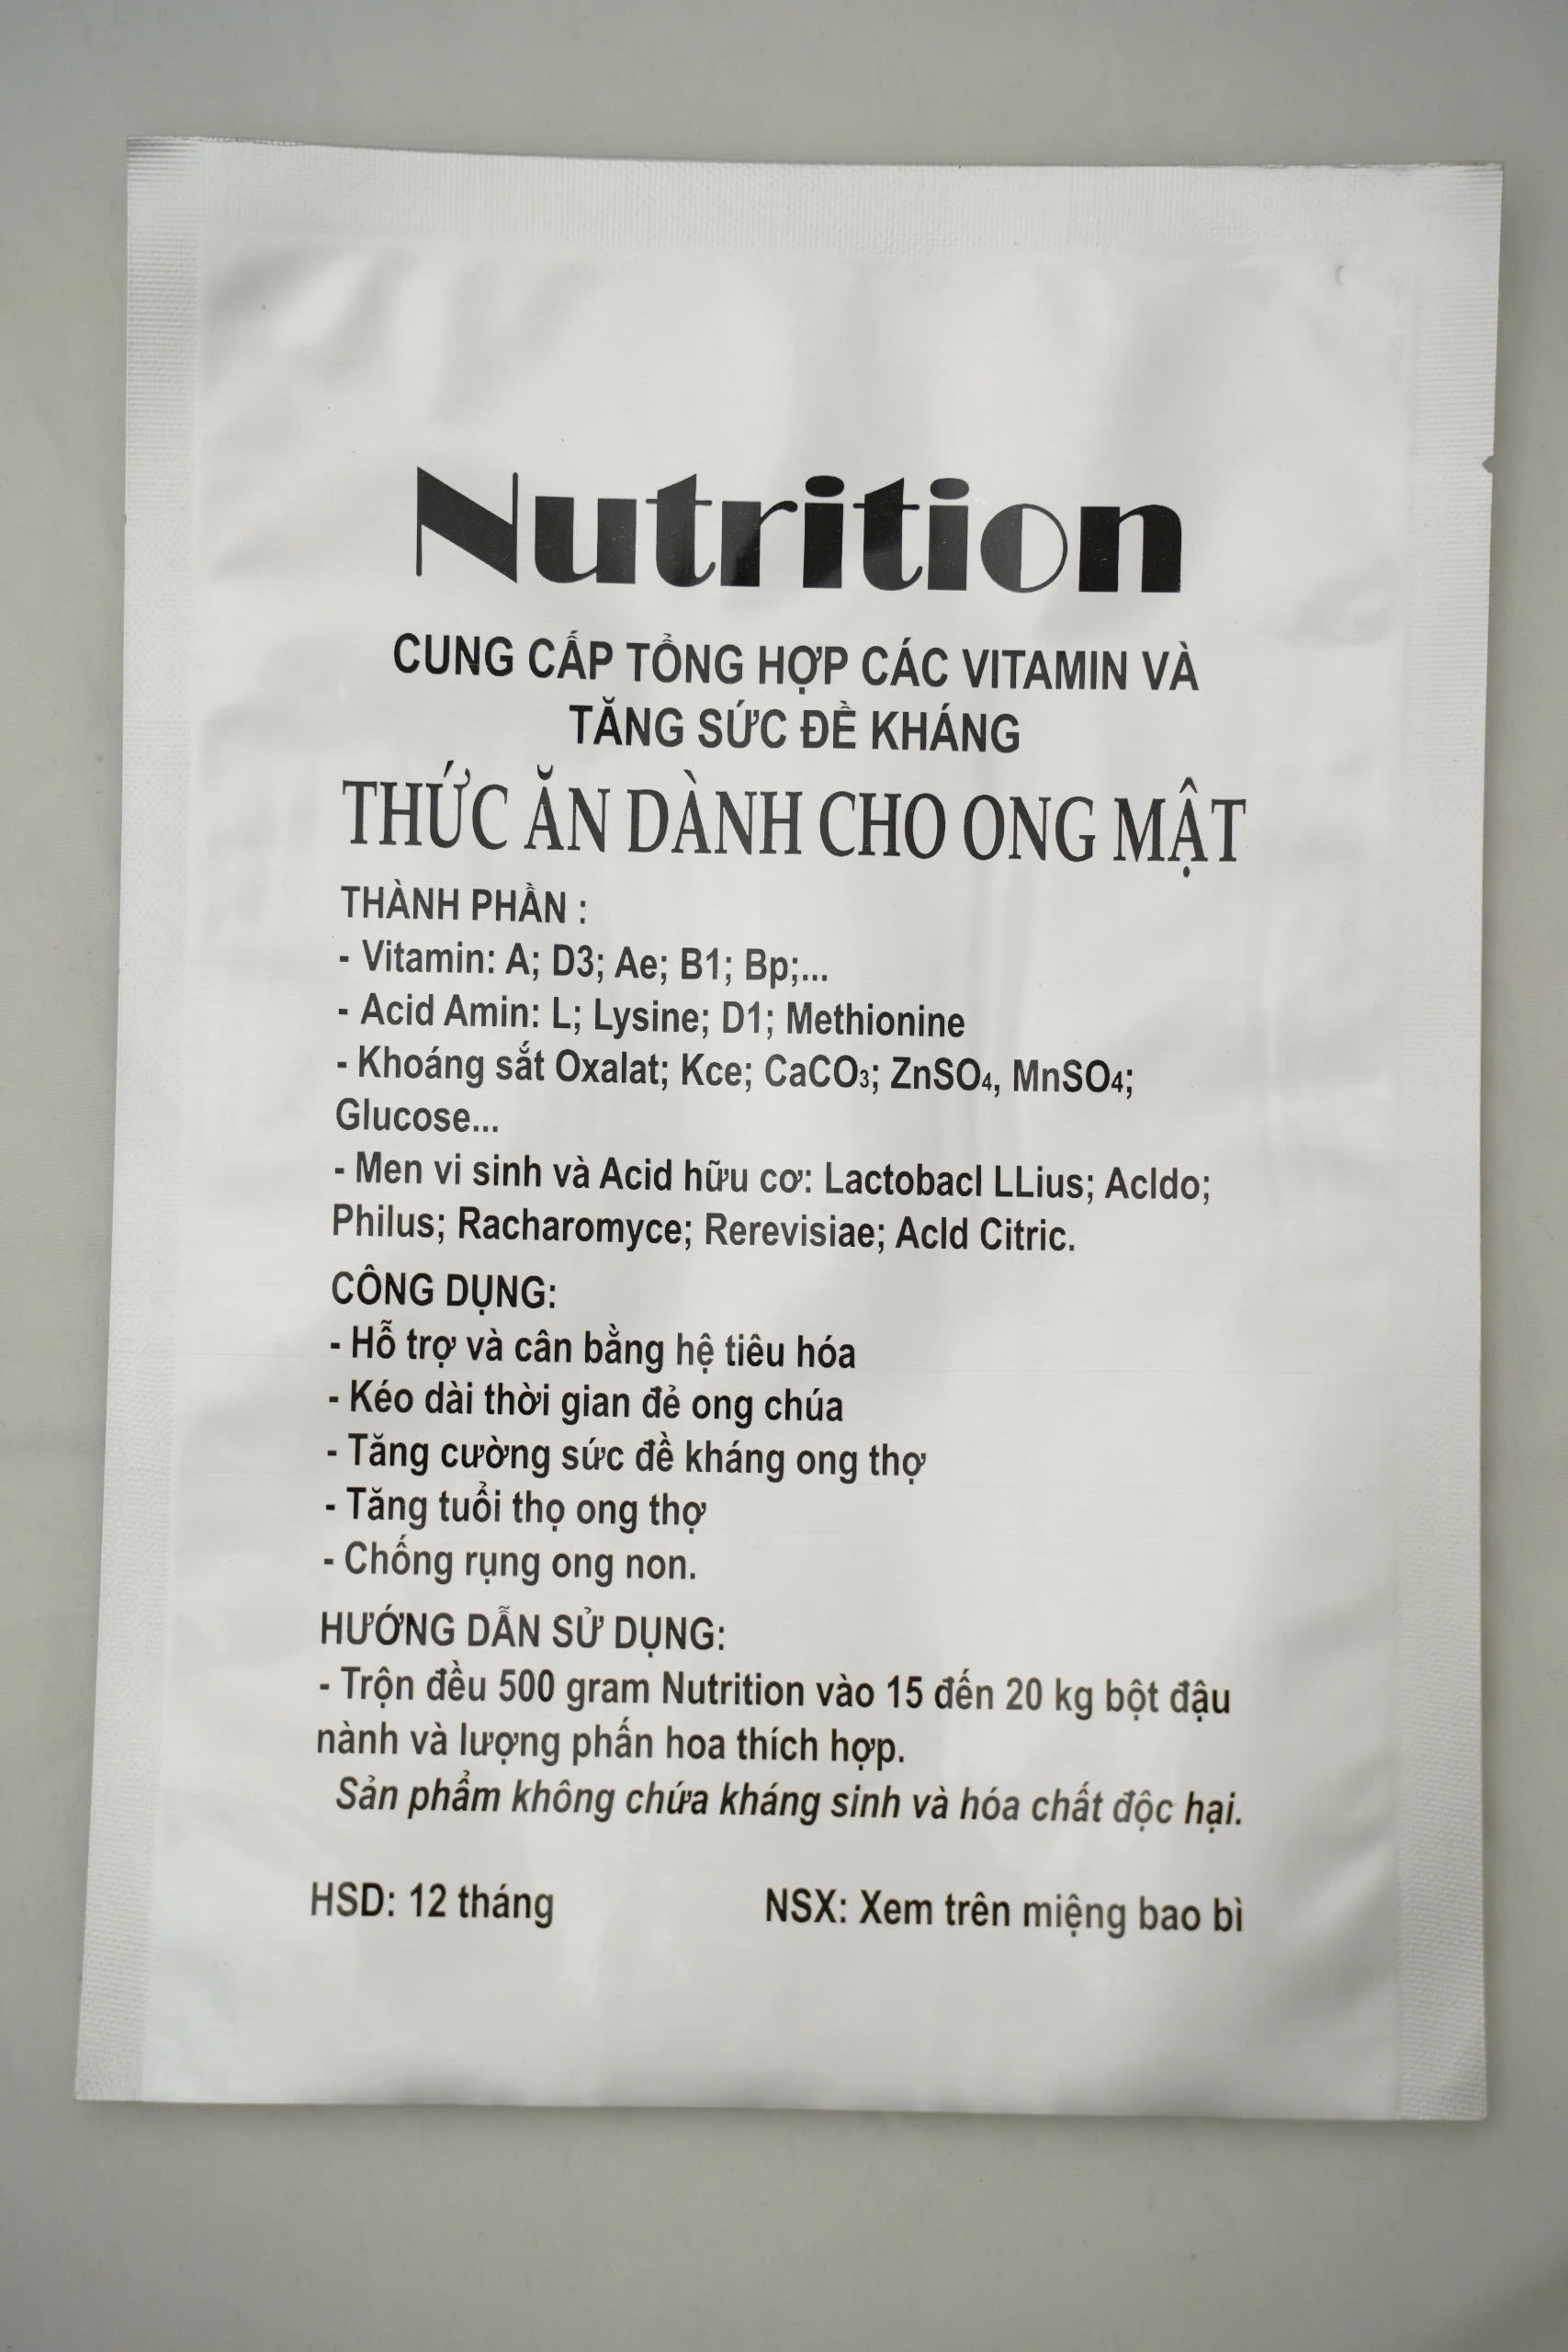 Nutrition
CUNG CẤP TỔNG HỢP CÁC VITAMIN VÀ
TĂNG SỨC ĐỀ KHÁNG
THỨC ĂN DÀNH CHO ONG MẬT
THÀNH PHẦN :
- Vitamin: A; D3; Ae; B1; Bp;...
- Acid Amin: L; Lysine; D1; Methionine
- Khoáng sắt Oxalat; Kce; CaCO₃; ZnSO₄, MnSO₄;
Glucose...
- Men vi sinh và Acid hữu cơ: Lactobacl LLius; Acldo;
Philus; Racharomyce; Rerevisiae; Acld Citric.
CÔNG DỤNG:
- Hỗ trợ và cân bằng hệ tiêu hóa
- Kéo dài thời gian đẻ ong chúa
- Tăng cường sức đề kháng ong thợ
- Tăng tuổi thọ ong thợ
- Chống rụng ong non.
HƯỚNG DẪN SỬ DỤNG:
- Trộn đều 500 gram Nutrition vào 15 đến 20 kg bột đậu
nành và lượng phấn hoa thích hợp.
Sản phẩm không chứa kháng sinh và hóa chất độc hại.
HSD: 12 tháng NSX: Xem trên miệng bao bì